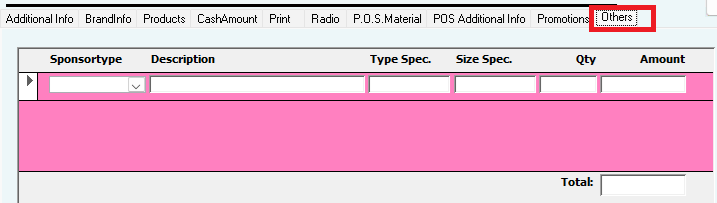 Additional Info BrandInfo Products CashAmount Print Radio P.O.S.Material POS Additional Info Promotions Others
Sponsortype Description Type Spec. Size Spec. Qty Amount
Total: